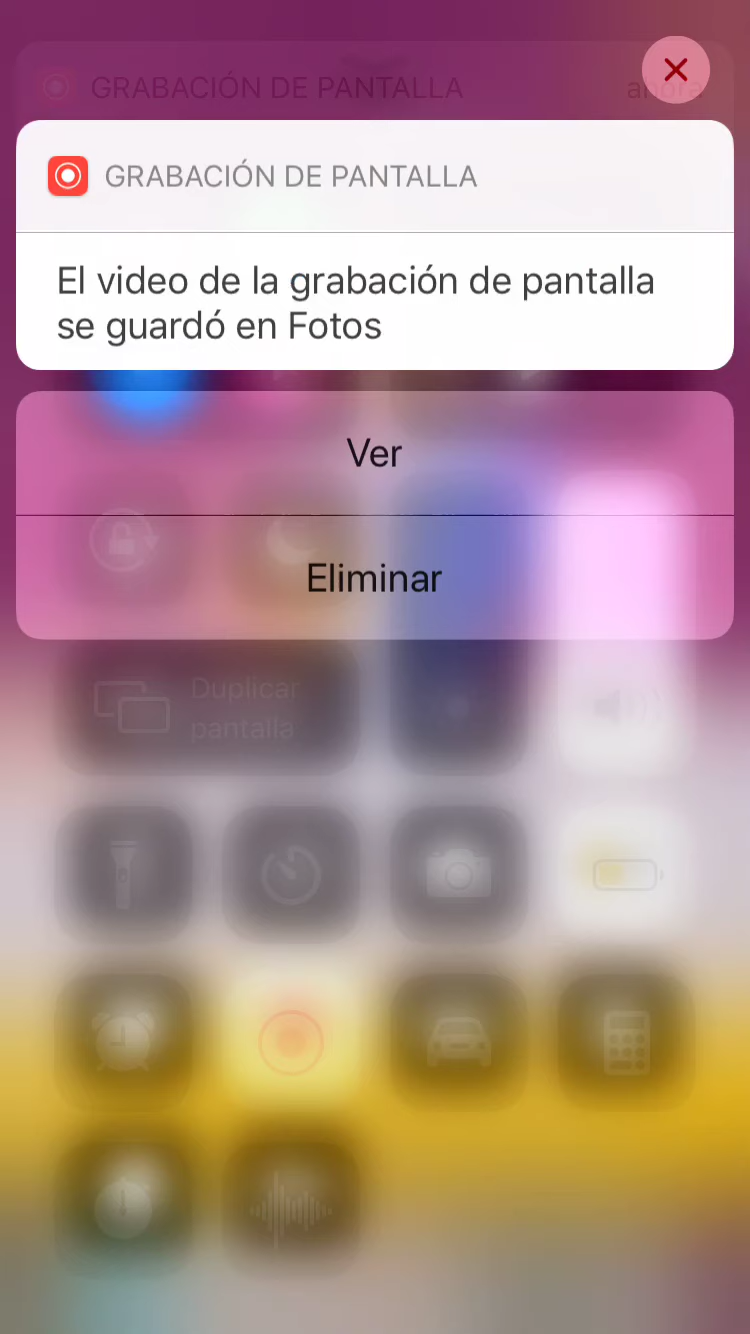 GRABACIÓN DE PANTALLA
ahora
GRABACIÓN DE PANTALLA
El video de la grabación de pantalla
se guardó en Fotos
Ver
Eliminar
Duplicar
pantalla